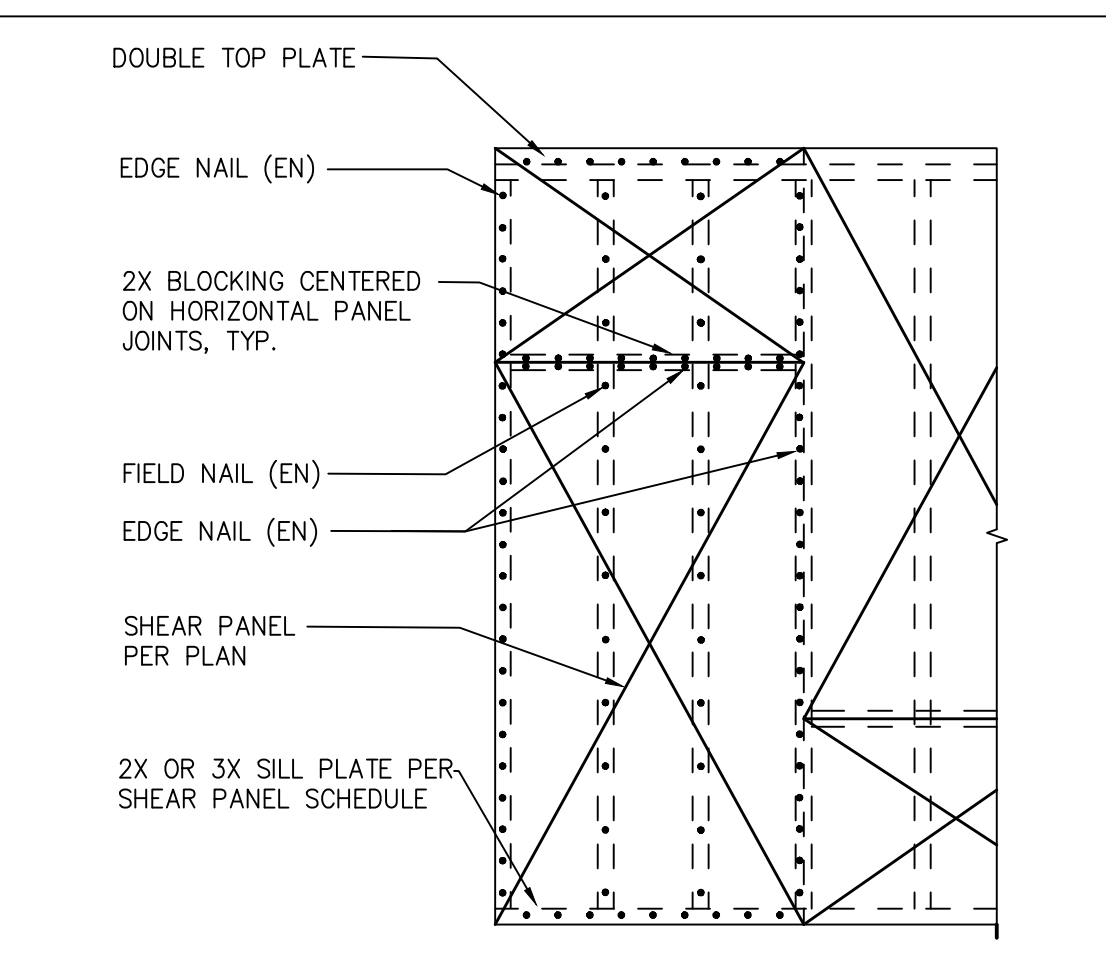 DOUBLE TOP PLATE
EDGE NAIL (EN)
2X BLOCKING CENTERED
ON HORIZONTAL PANEL
JOINTS, TYP.
FIELD NAIL (EN)
EDGE NAIL (EN)
SHEAR PANEL
PER PLAN
2X OR 3X SILL PLATE PER
SHEAR PANEL SCHEDULE